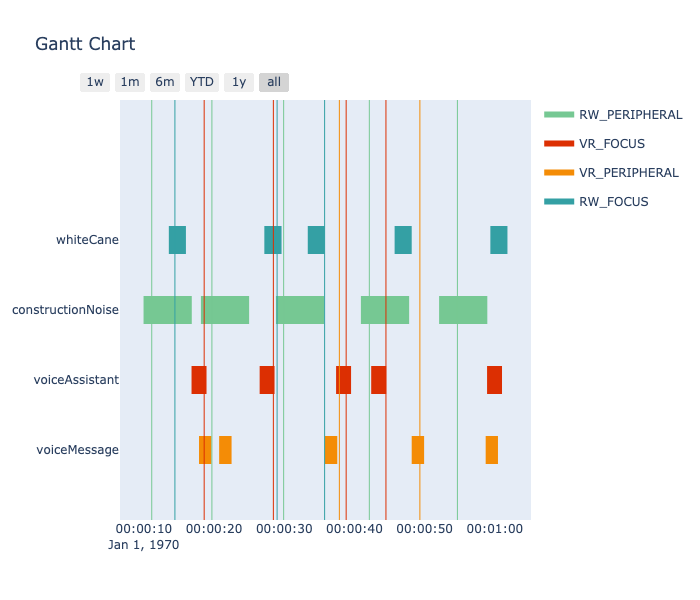 Gantt Chart
1w 1m 6m YTD 1y all
RW_PERIPHERAL
VR_FOCUS
VR_PERIPHERAL
RW_FOCUS
whiteCane
constructionNoise
voiceAssistant
voiceMessage
00:00:10 00:00:20 00:00:30 00:00:40 00:00:50 00:01:00
Jan 1, 1970